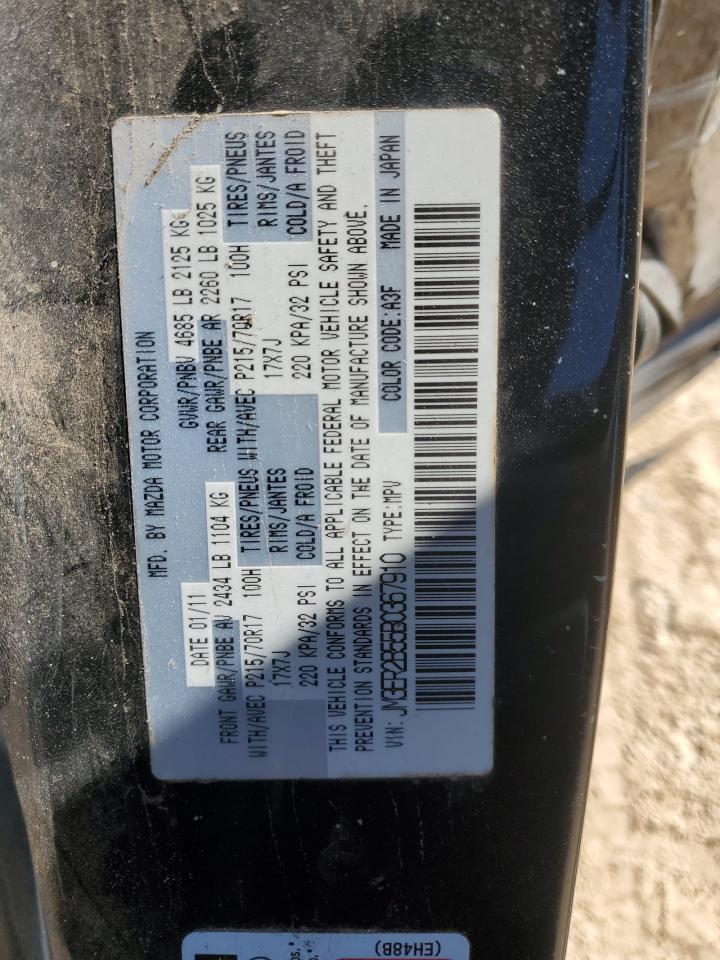 MFD. BY MAZDA MOTOR CORPORATION
DATE 01/11 GVWR/PNBV 4685 LB 2125 KG
FRONT GAWR/PNBE AV 2434 LB 1104 KG REAR GAWR/PNBE AR 2260 LB 1025 KG
WITH/AVEC P215/70R17 100H TIRES/PNEUS WITH/AVEC P215/70R17 100H TIRES/PNEUS
17X7J RIMS/JANTES 17X7J RIMS/JANTES
220 KPA/32 PSI COLD/A FROID 220 KPA/32 PSI COLD/A FROID
THIS VEHICLE CONFORMS TO ALL APPLICABLE FEDERAL MOTOR VEHICLE SAFETY AND THEFT
PREVENTION STANDARDS IN EFFECT ON THE DATE OF MANUFACTURE SHOWN ABOVE.
VIN: JM3ER2B55B0367910 TYPE:MPV COLOR CODE:A3F MADE IN JAPAN
(EH48B)